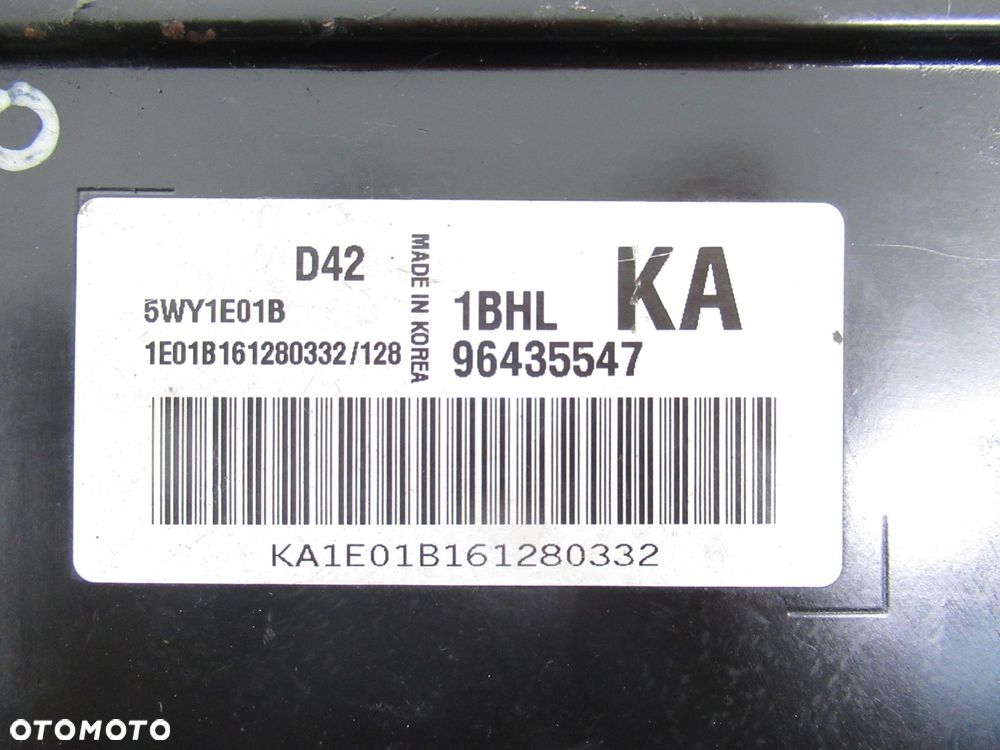 D42
5WY1E01B
1E01B161280332/128
MADE IN KOREA
1BHL KA
96435547
KA1E01B161280332
OTOMOTO